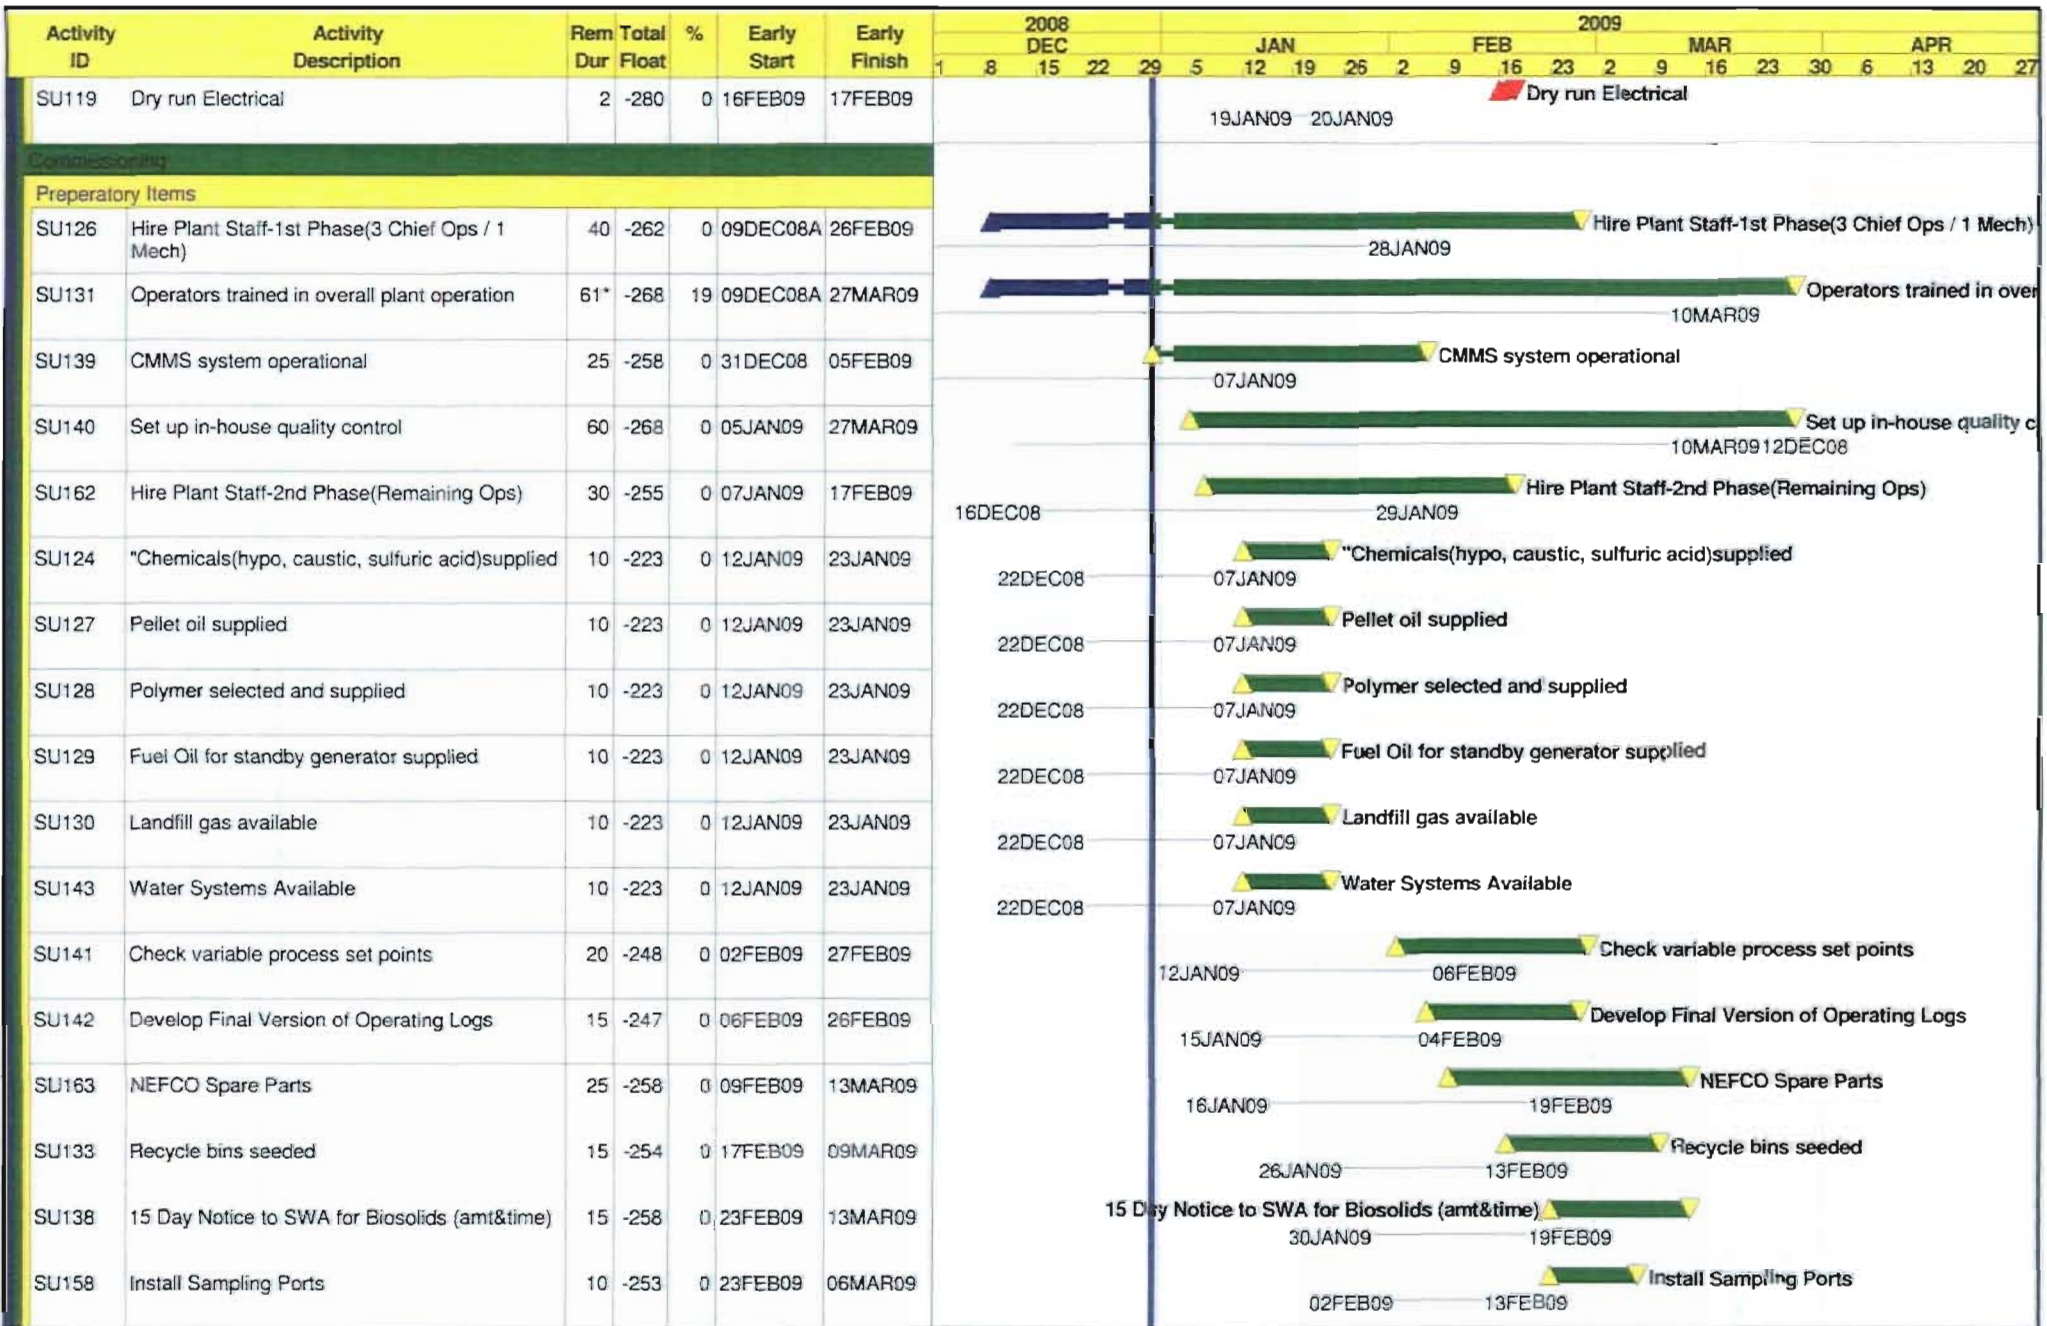 Activity ID Activity Description Rem Dur Total Float % Early Start Early Finish
2008 2009
DEC JAN FEB MAR APR
1 8 15 22 29 5 12 19 26 2 9 16 23 2 9 16 23 30 6 13 20 27
SU119 Dry run Electrical 2 -280 0 16FEB09 17FEB09 Dry run Electrical
19JAN09 20JAN09
Commissioning
Preperatory Items
SU126 Hire Plant Staff-1st Phase(3 Chief Ops / 1 Mech) 40 -262 0 09DEC08A 26FEB09 Hire Plant Staff-1st Phase(3 Chief Ops / 1 Mech)
28JAN09
SU131 Operators trained in overall plant operation 61* -268 19 09DEC08A 27MAR09 Operators trained in over
10MAR09
SU139 CMMS system operational 25 -258 0 31DEC08 05FEB09 CMMS system operational
07JAN09
SU140 Set up in-house quality control 60 -268 0 05JAN09 27MAR09 Set up in-house quality c
10MAR09 12DEC08
SU162 Hire Plant Staff-2nd Phase(Remaining Ops) 30 -255 0 07JAN09 17FEB09 Hire Plant Staff-2nd Phase(Remaining Ops)
16DEC08 29JAN09
SU124 "Chemicals(hypo, caustic, sulfuric acid)supplied 10 -223 0 12JAN09 23JAN09 "Chemicals(hypo, caustic, sulfuric acid)supplied
22DEC08 07JAN09
SU127 Pellet oil supplied 10 -223 0 12JAN09 23JAN09 Pellet oil supplied
22DEC08 07JAN09
SU128 Polymer selected and supplied 10 -223 0 12JAN09 23JAN09 Polymer selected and supplied
22DEC08 07JAN09
SU129 Fuel Oil for standby generator supplied 10 -223 0 12JAN09 23JAN09 Fuel Oil for standby generator supplied
22DEC08 07JAN09
SU130 Landfill gas available 10 -223 0 12JAN09 23JAN09 Landfill gas available
22DEC08 07JAN09
SU143 Water Systems Available 10 -223 0 12JAN09 23JAN09 Water Systems Available
22DEC08 07JAN09
SU141 Check variable process set points 20 -248 0 02FEB09 27FEB09 Check variable process set points
12JAN09 06FEB09
SU142 Develop Final Version of Operating Logs 15 -247 0 06FEB09 26FEB09 Develop Final Version of Operating Logs
15JAN09 04FEB09
SU163 NEFCO Spare Parts 25 -258 0 09FEB09 13MAR09 NEFCO Spare Parts
16JAN09 19FEB09
SU133 Recycle bins seeded 15 -254 0 17FEB09 09MAR09 Recycle bins seeded
26JAN09 13FEB09
SU138 15 Day Notice to SWA for Biosolids (amt&time) 15 -258 0 23FEB09 13MAR09 15 Day Notice to SWA for Biosolids (amt&time)
30JAN09 19FEB09
SU158 Install Sampling Ports 10 -253 0 23FEB09 06MAR09 Install Sampling Ports
02FEB09 13FEB09